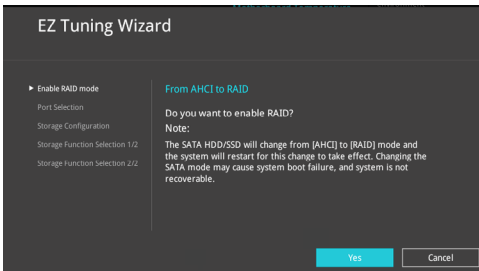 EZ Tuning Wizard
Enable RAID mode
Port Selection
Storage Configuration
Storage Function Selection 1/2
Storage Function Selection 2/2
From AHCI to RAID
Do you want to enable RAID?
Note:
The SATA HDD/SSD will change from [AHCI] to [RAID] mode and
the system will restart for this change to take effect. Changing the
SATA mode may cause system boot failure, and system is not
recoverable.
Yes
Cancel